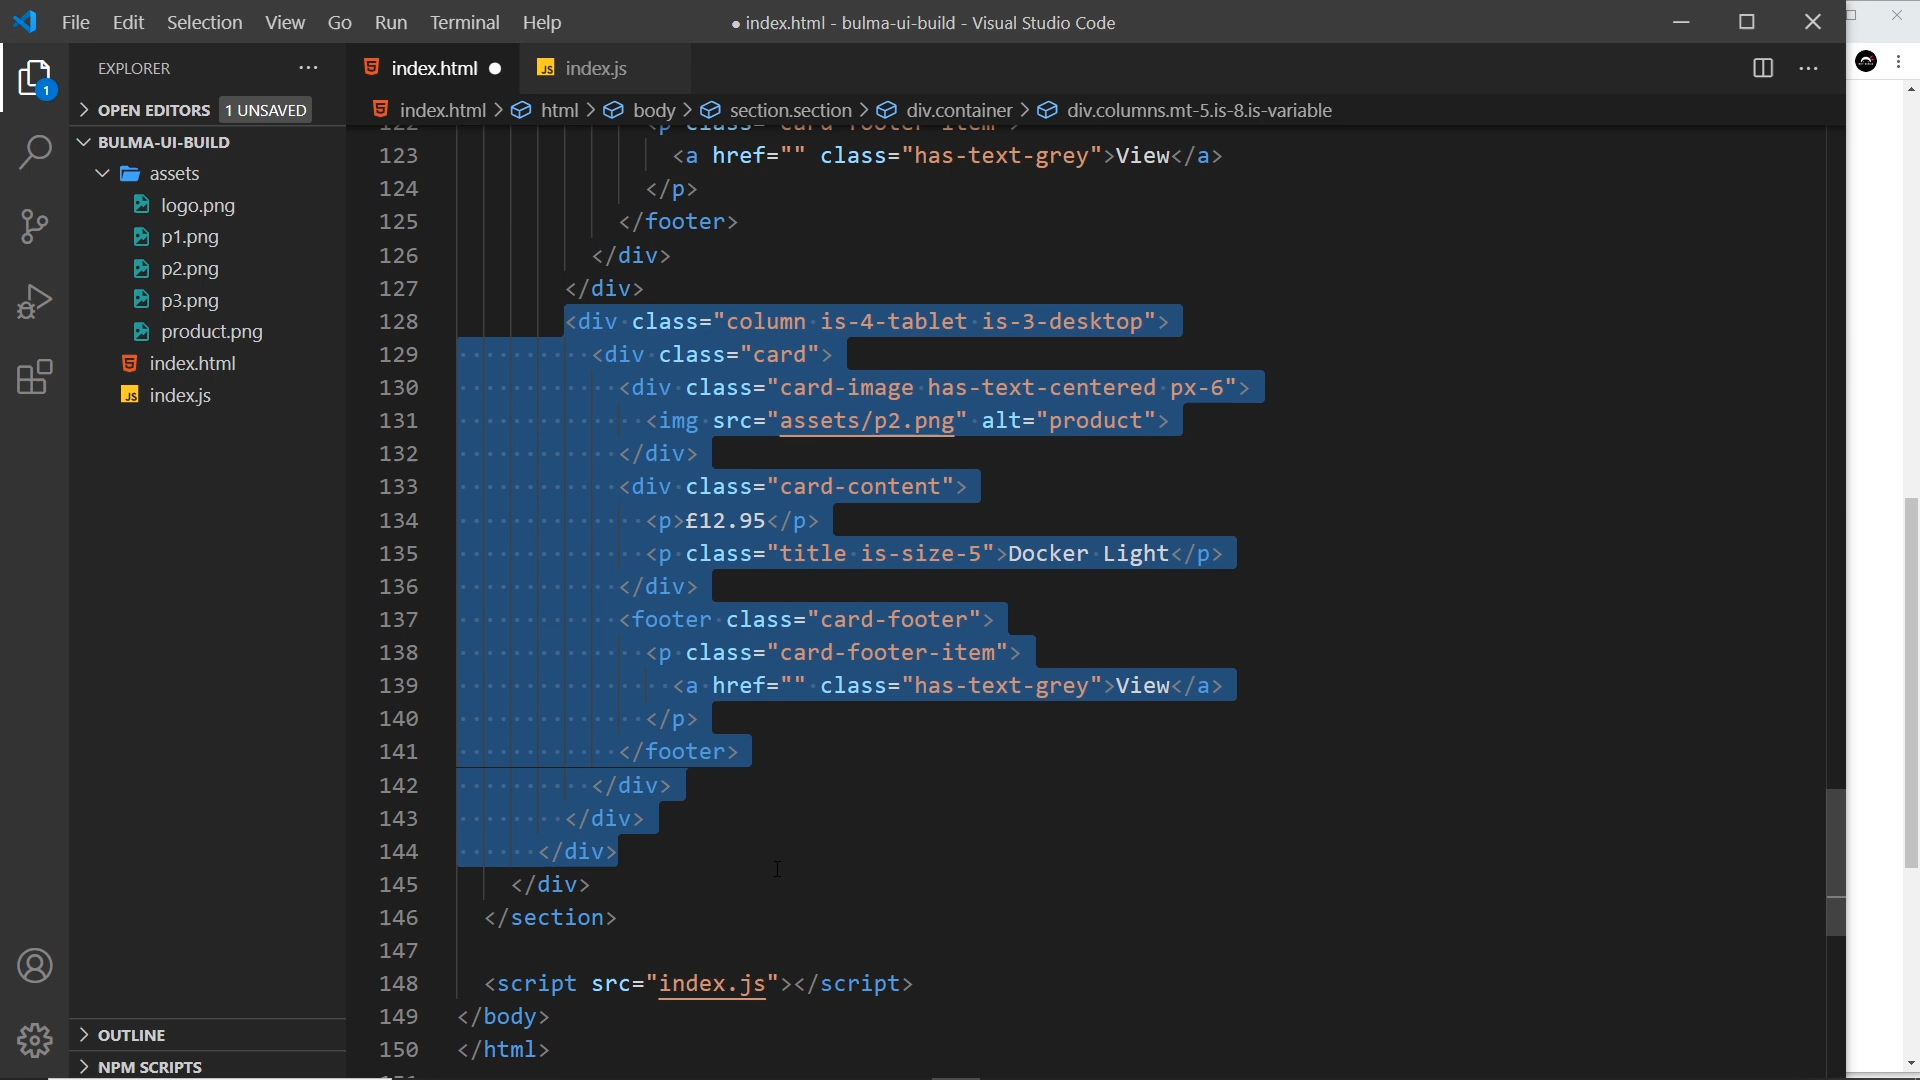 File Edit Selection View Go Run Terminal Help
● index.html - bulma-ui-build - Visual Studio Code
EXPLORER
1
OPEN EDITORS 1 UNSAVED
BULMA-UI-BUILD
assets
logo.png
p1.png
p2.png
p3.png
product.png
index.html
JS index.js
OUTLINE
NPM SCRIPTS
index.html ●
JS index.js
index.html > html > body > section.section > div.container > div.columns.mt-5.is-8.is-variable
122 <p class="card-footer-item">
123 <a href="" class="has-text-grey">View</a>
124 </p>
125 </footer>
126 </div>
127 </div>
128 <div class="column is-4-tablet is-3-desktop">
129 <div class="card">
130 <div class="card-image has-text-centered px-6">
131 <img src="assets/p2.png" alt="product">
132 </div>
133 <div class="card-content">
134 <p>£12.95</p>
135 <p class="title is-size-5">Docker Light</p>
136 </div>
137 <footer class="card-footer">
138 <p class="card-footer-item">
139 <a href="" class="has-text-grey">View</a>
140 </p>
141 </footer>
142 </div>
143 </div>
144 </div>
145 </div>
146 </section>
147
148 <script src="index.js"></script>
149 </body>
150 </html>